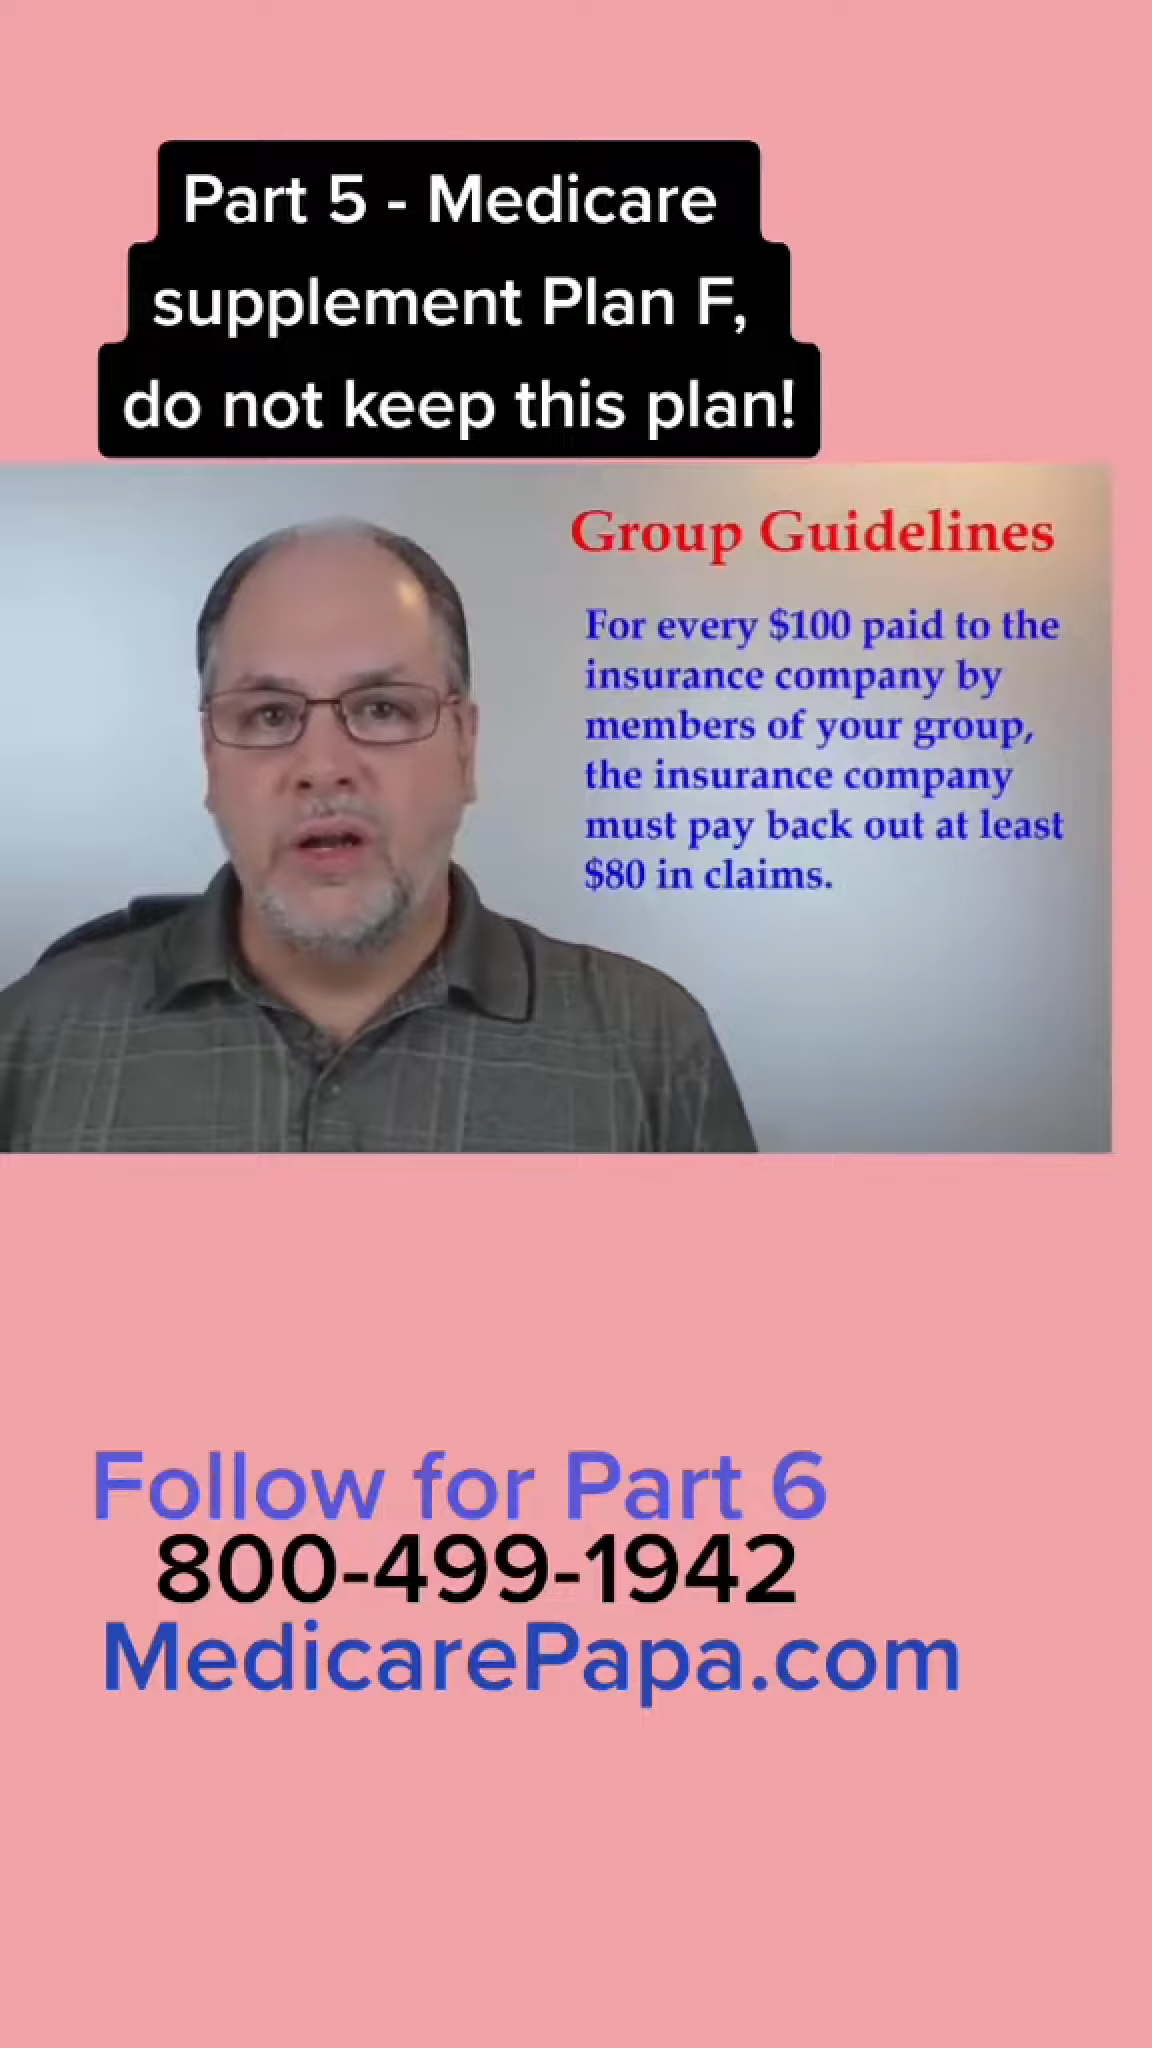 Part 5 - Medicare
supplement Plan F,
do not keep this plan!
Group Guidelines
For every $100 paid to the
insurance company by
members of your group,
the insurance company
must pay back out at least
$80 in claims.
Follow for Part 6
800-499-1942
MedicarePapa.com